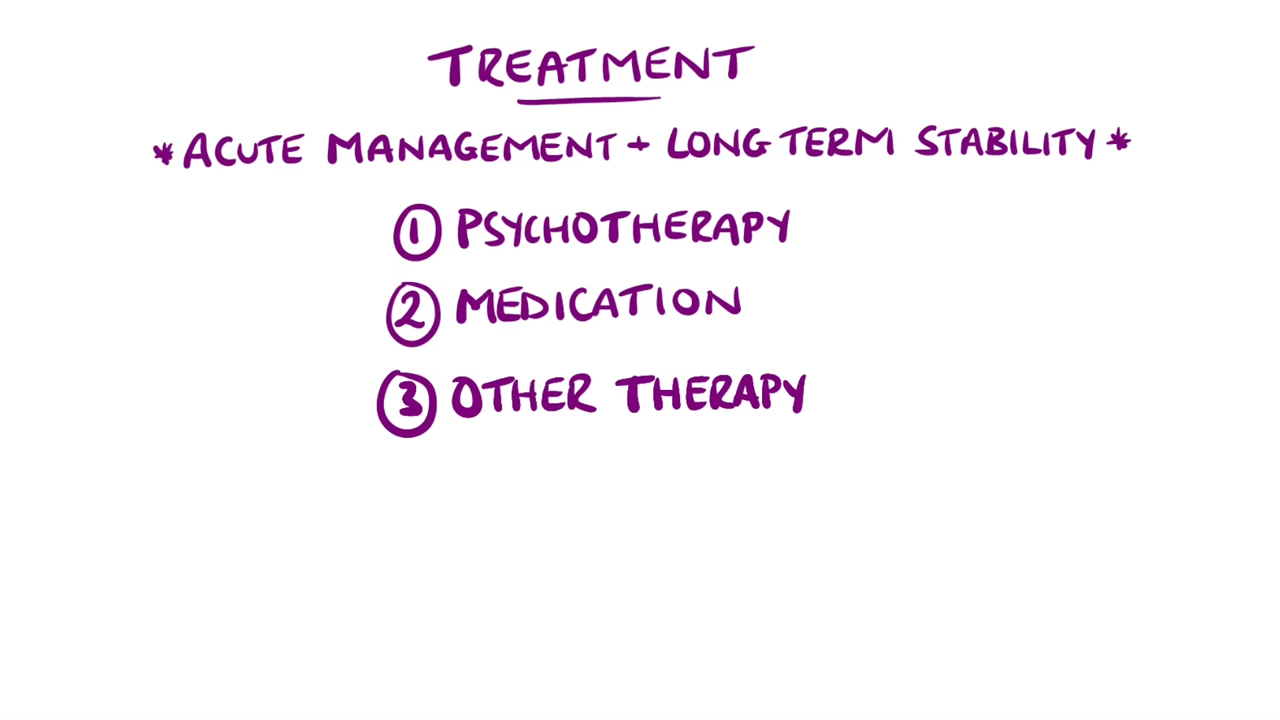 TREATMENT
*ACUTE MANAGEMENT + LONG TERM STABILITY*
1 PSYCHOTHERAPY
2 MEDICATION
3 OTHER THERAPY